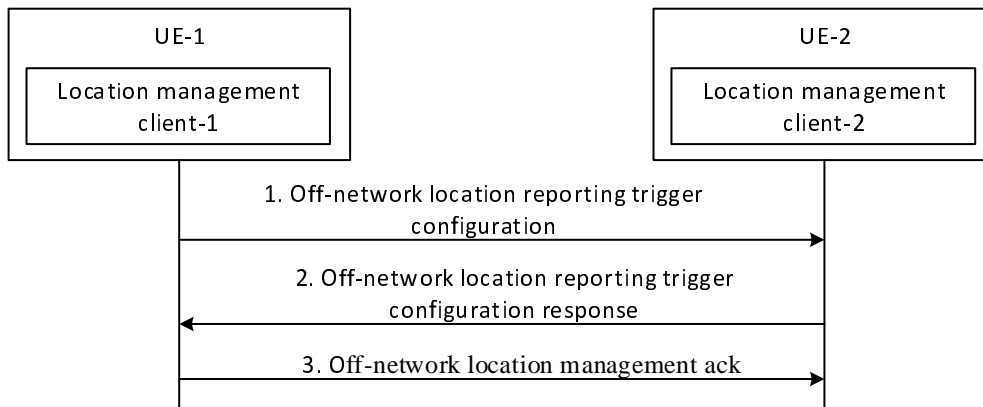 UE-1
UE-2
Location management
client-1
Location management
client-2
1. Off-network location reporting trigger
configuration
2. Off-network location reporting trigger
configuration response
3. Off-network location management ack